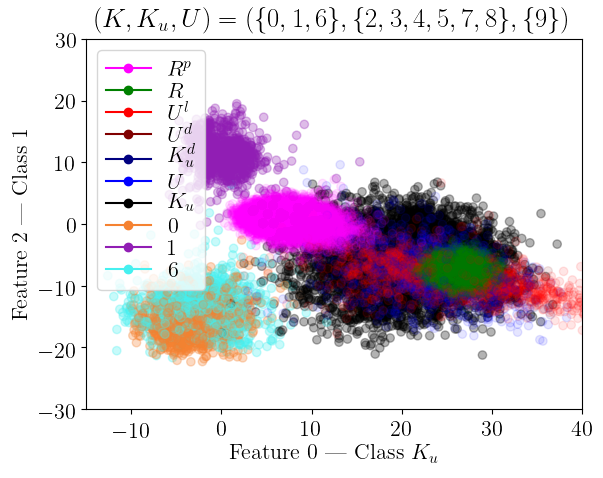 (K, K_u, U) = ({0, 1, 6}, {2, 3, 4, 5, 7, 8}, {9})
30
20
10
0
−10
−20
−30
Feature 2 — Class 1
R^p
R
U^l
U^d
K_u^d
U
K_u
0
1
6
−10
0
10
20
30
40
Feature 0 — Class K_u